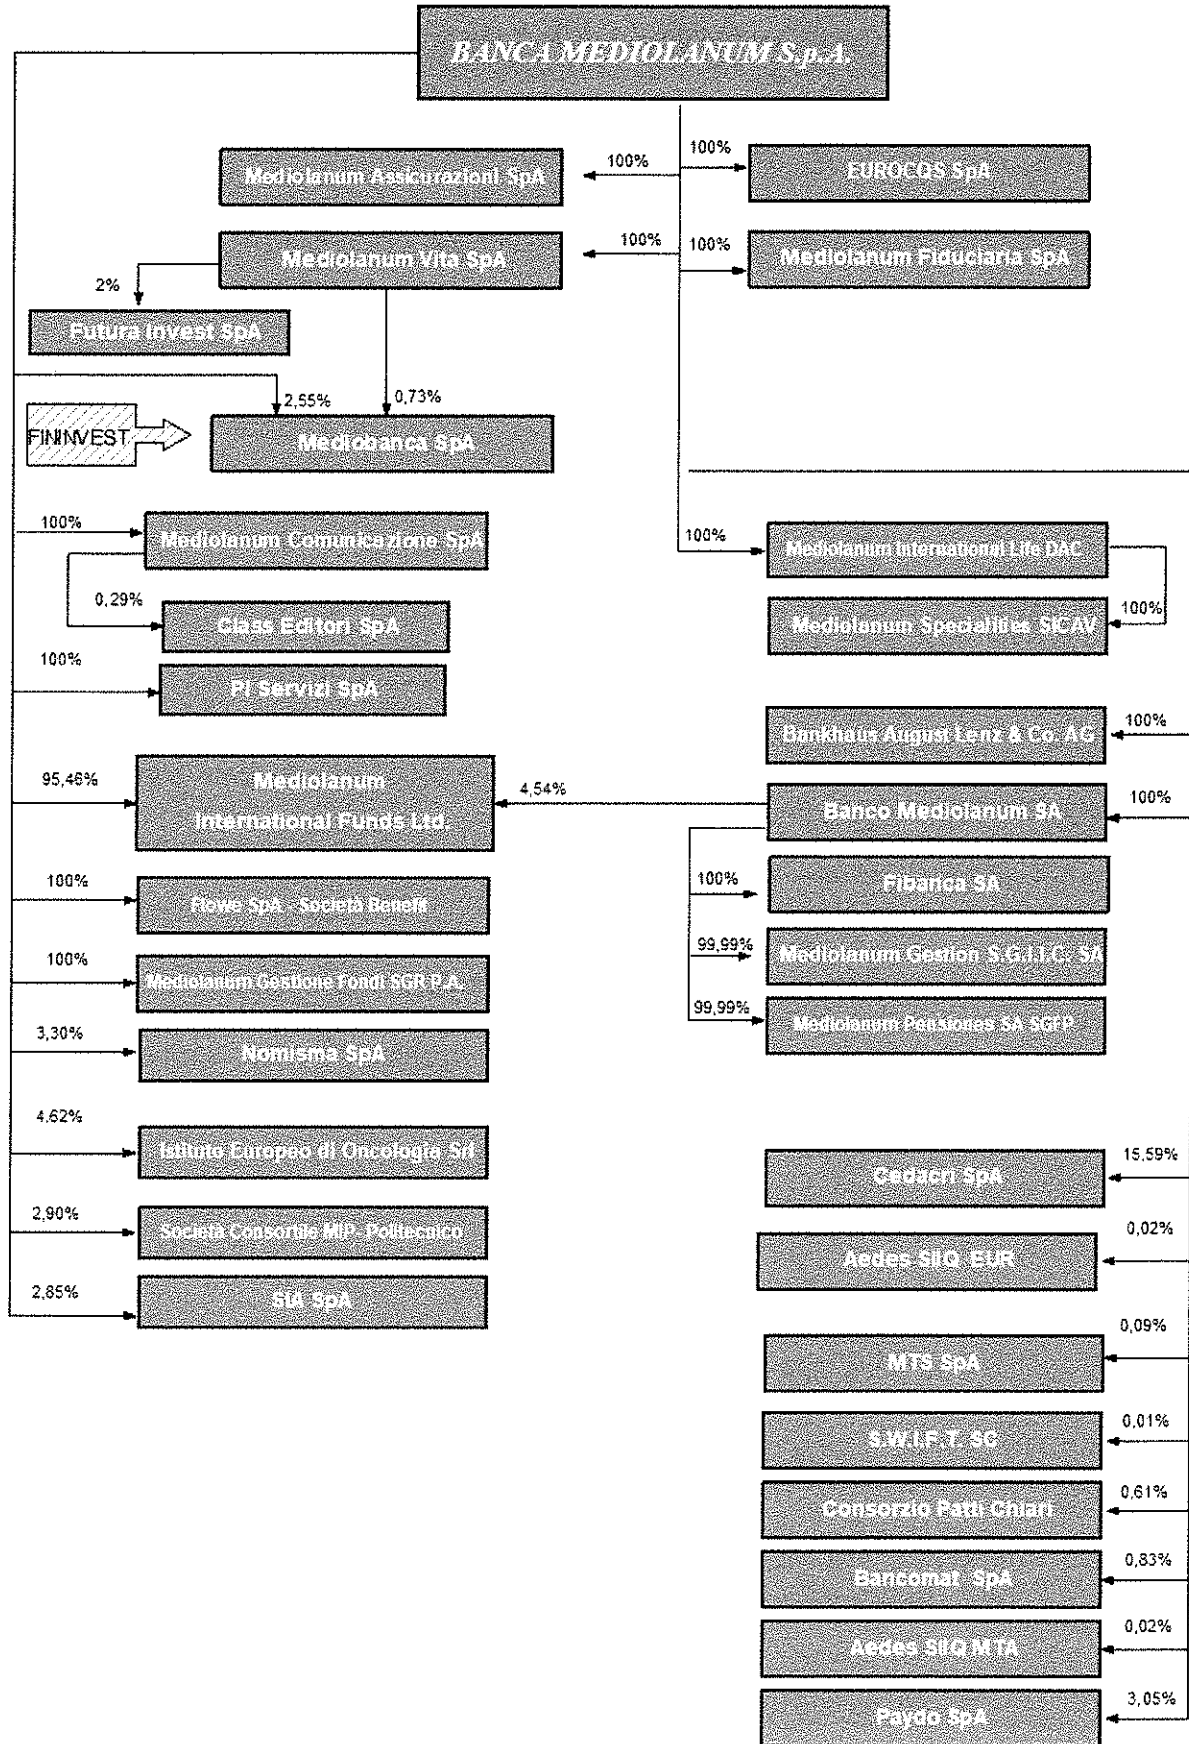 BANCA MEDIOLANUM S.p.A.
100%
100%
Mediolanum Assicurazioni SpA
EUROCQS SpA
100%
100%
Mediolanum Vita SpA
Mediolanum Fiduciaria SpA
2%
Futura Invest SpA
2,55%
0,73%
FININVEST
Mediobanca SpA
100%
Mediolanum Comunicazione SpA
0,29%
Class Editori SpA
100%
PI Servizi SpA
100%
Mediolanum International Life DAC
100%
Mediolanum Specialities SICAV
Bankhaus August Lenz & Co. AG
100%
95,46%
Mediolanum
International Funds Ltd.
4,54%
Banco Mediolanum SA
100%
100%
Fibanca SA
99,99%
Mediolanum Gestion S.G.I.I.C. SA
99,99%
Mediolanum Pensiones SA SGFP
100%
Flowe SpA - Società Benefit
100%
Mediolanum Gestione Fondi SGR P.A.
3,30%
Nomisma SpA
4,62%
Istituto Europeo di Oncologia Srl
2,90%
Società Consortile MIP- Politecnico
2,85%
SIA SpA
15,59%
Cedacri SpA
0,02%
Aedes SIIQ EUR
0,09%
MTS SpA
0,01%
S.W.I.F.T. SC
0,61%
Consorzio Patti Chiari
0,83%
Bancomat SpA
0,02%
Aedes SIIQ MTA
3,05%
Paydo SpA